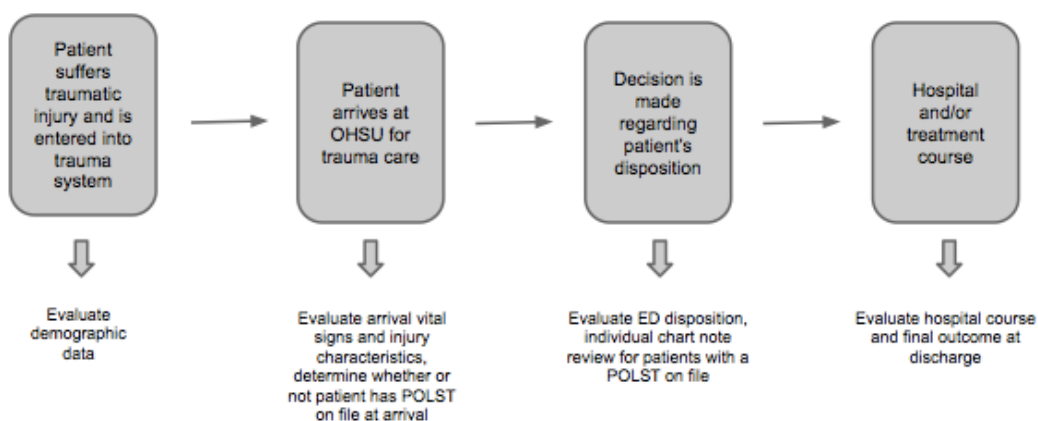 Patient
suffers
traumatic
injury and is
entered into
trauma
system
Patient
arrives at
OHSU for
trauma care
Decision is
made
regarding
patient's
disposition
Hospital
and/or
treatment
course
Evaluate
demographic
data
Evaluate arrival vital
signs and injury
characteristics,
determine whether or
not patient has POLST
on file at arrival
Evaluate ED disposition,
individual chart note
review for patients with a
POLST on file
Evaluate hospital course
and final outcome at
discharge